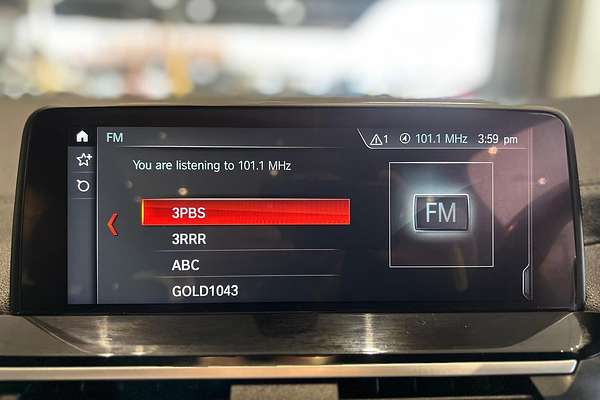 FM
1 101.1 MHz 3:59 pm
You are listening to 101.1 MHz
3PBS
3RRR
ABC
GOLD1043
FM